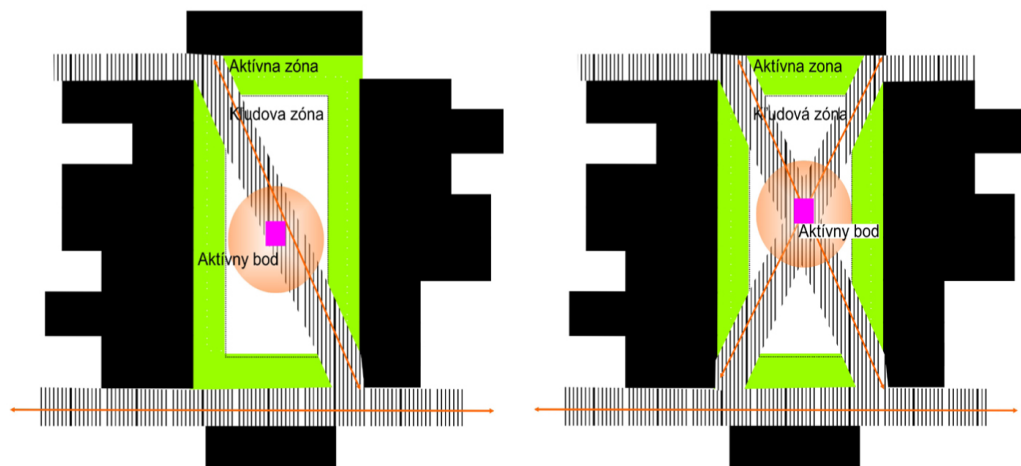 Aktívna zóna
Kľudova zóna
Aktívny bod
Aktívna zona
Kľudová zóna
Aktívny bod